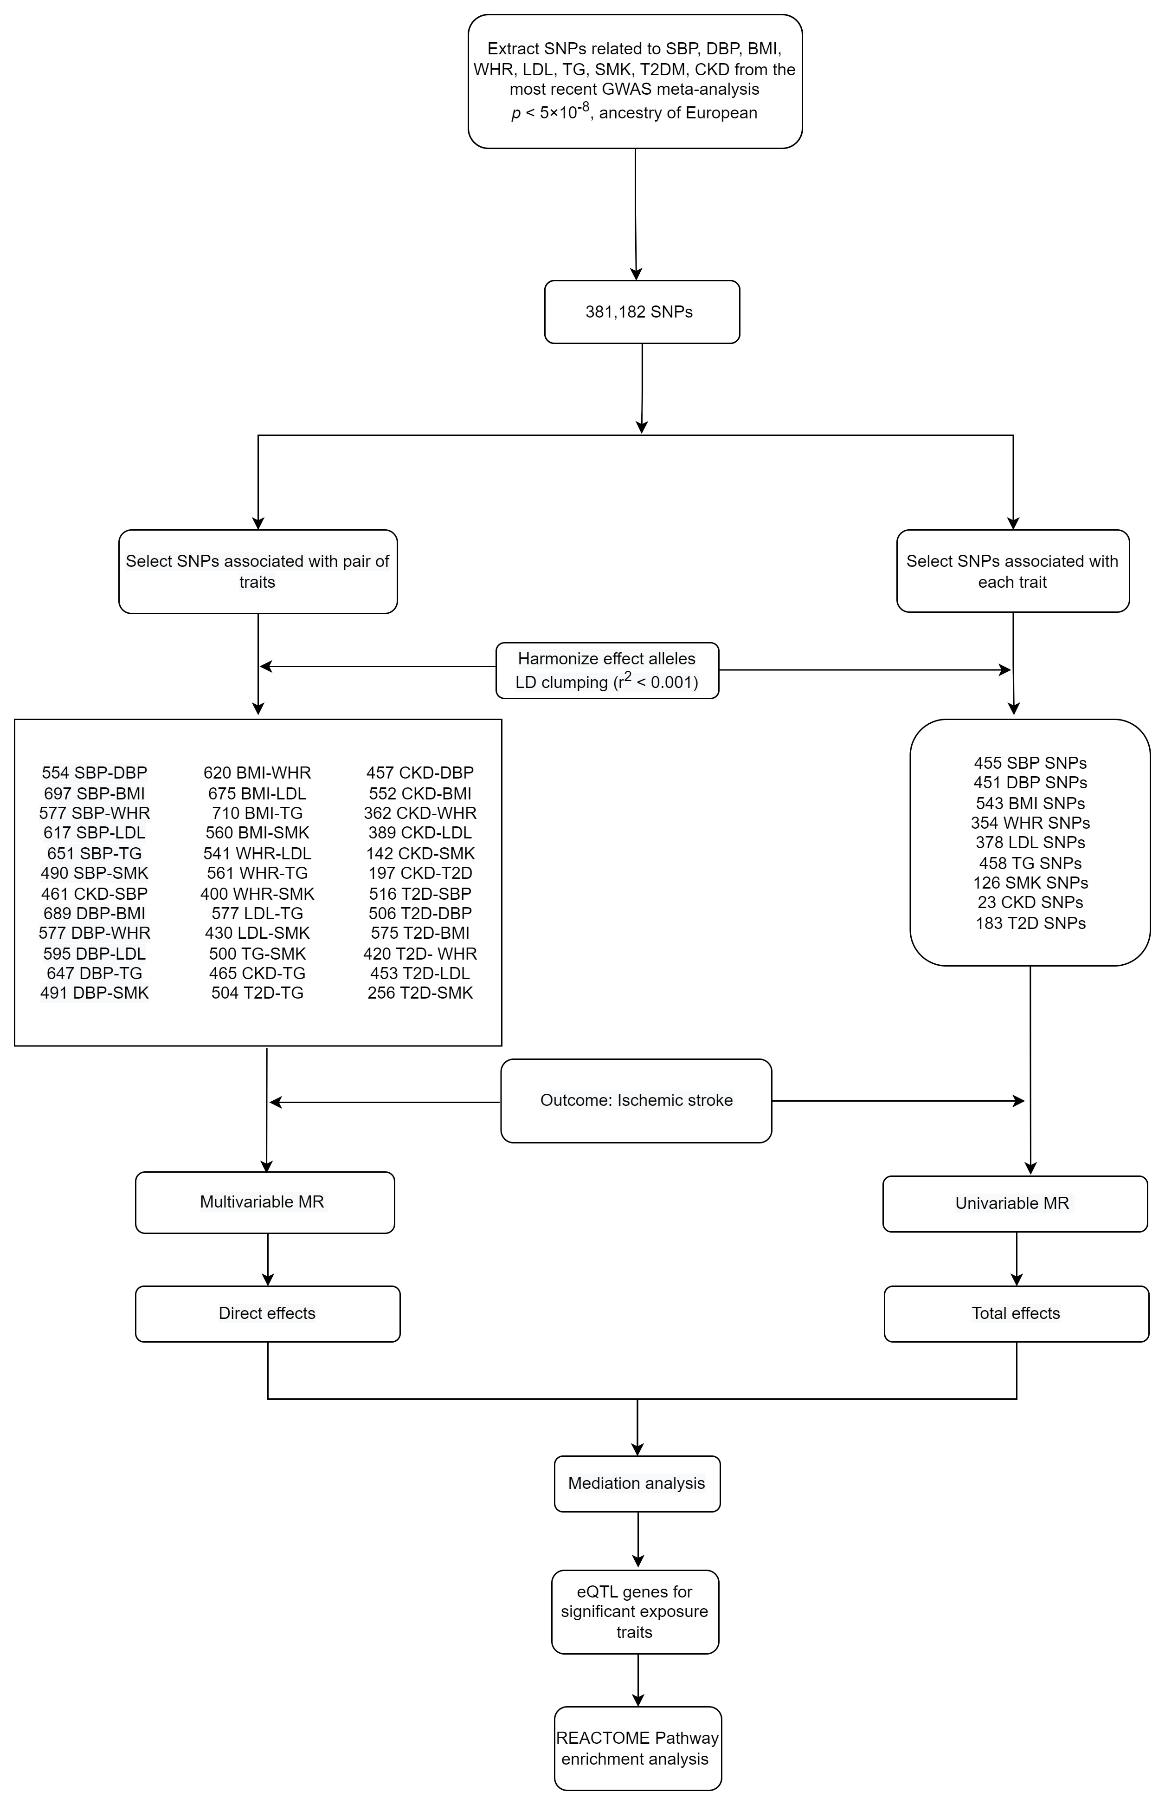 Extract SNPs related to SBP, DBP, BMI,
WHR, LDL, TG, SMK, T2DM, CKD from the
most recent GWAS meta-analysis
p < 5×10⁻⁸, ancestry of European
381,182 SNPs
Select SNPs associated with pair of
traits
Select SNPs associated with
each trait
Harmonize effect alleles
LD clumping (r² < 0.001)
554 SBP-DBP
697 SBP-BMI
577 SBP-WHR
617 SBP-LDL
651 SBP-TG
490 SBP-SMK
461 CKD-SBP
689 DBP-BMI
577 DBP-WHR
595 DBP-LDL
647 DBP-TG
491 DBP-SMK
620 BMI-WHR
675 BMI-LDL
710 BMI-TG
560 BMI-SMK
541 WHR-LDL
561 WHR-TG
400 WHR-SMK
577 LDL-TG
430 LDL-SMK
500 TG-SMK
465 CKD-TG
504 T2D-TG
457 CKD-DBP
552 CKD-BMI
362 CKD-WHR
389 CKD-LDL
142 CKD-SMK
197 CKD-T2D
516 T2D-SBP
506 T2D-DBP
575 T2D-BMI
420 T2D- WHR
453 T2D-LDL
256 T2D-SMK
455 SBP SNPs
451 DBP SNPs
543 BMI SNPs
354 WHR SNPs
378 LDL SNPs
458 TG SNPs
126 SMK SNPs
23 CKD SNPs
183 T2D SNPs
Outcome: Ischemic stroke
Multivariable MR
Univariable MR
Direct effects
Total effects
Mediation analysis
eQTL genes for
significant exposure
traits
REACTOME Pathway
enrichment analysis